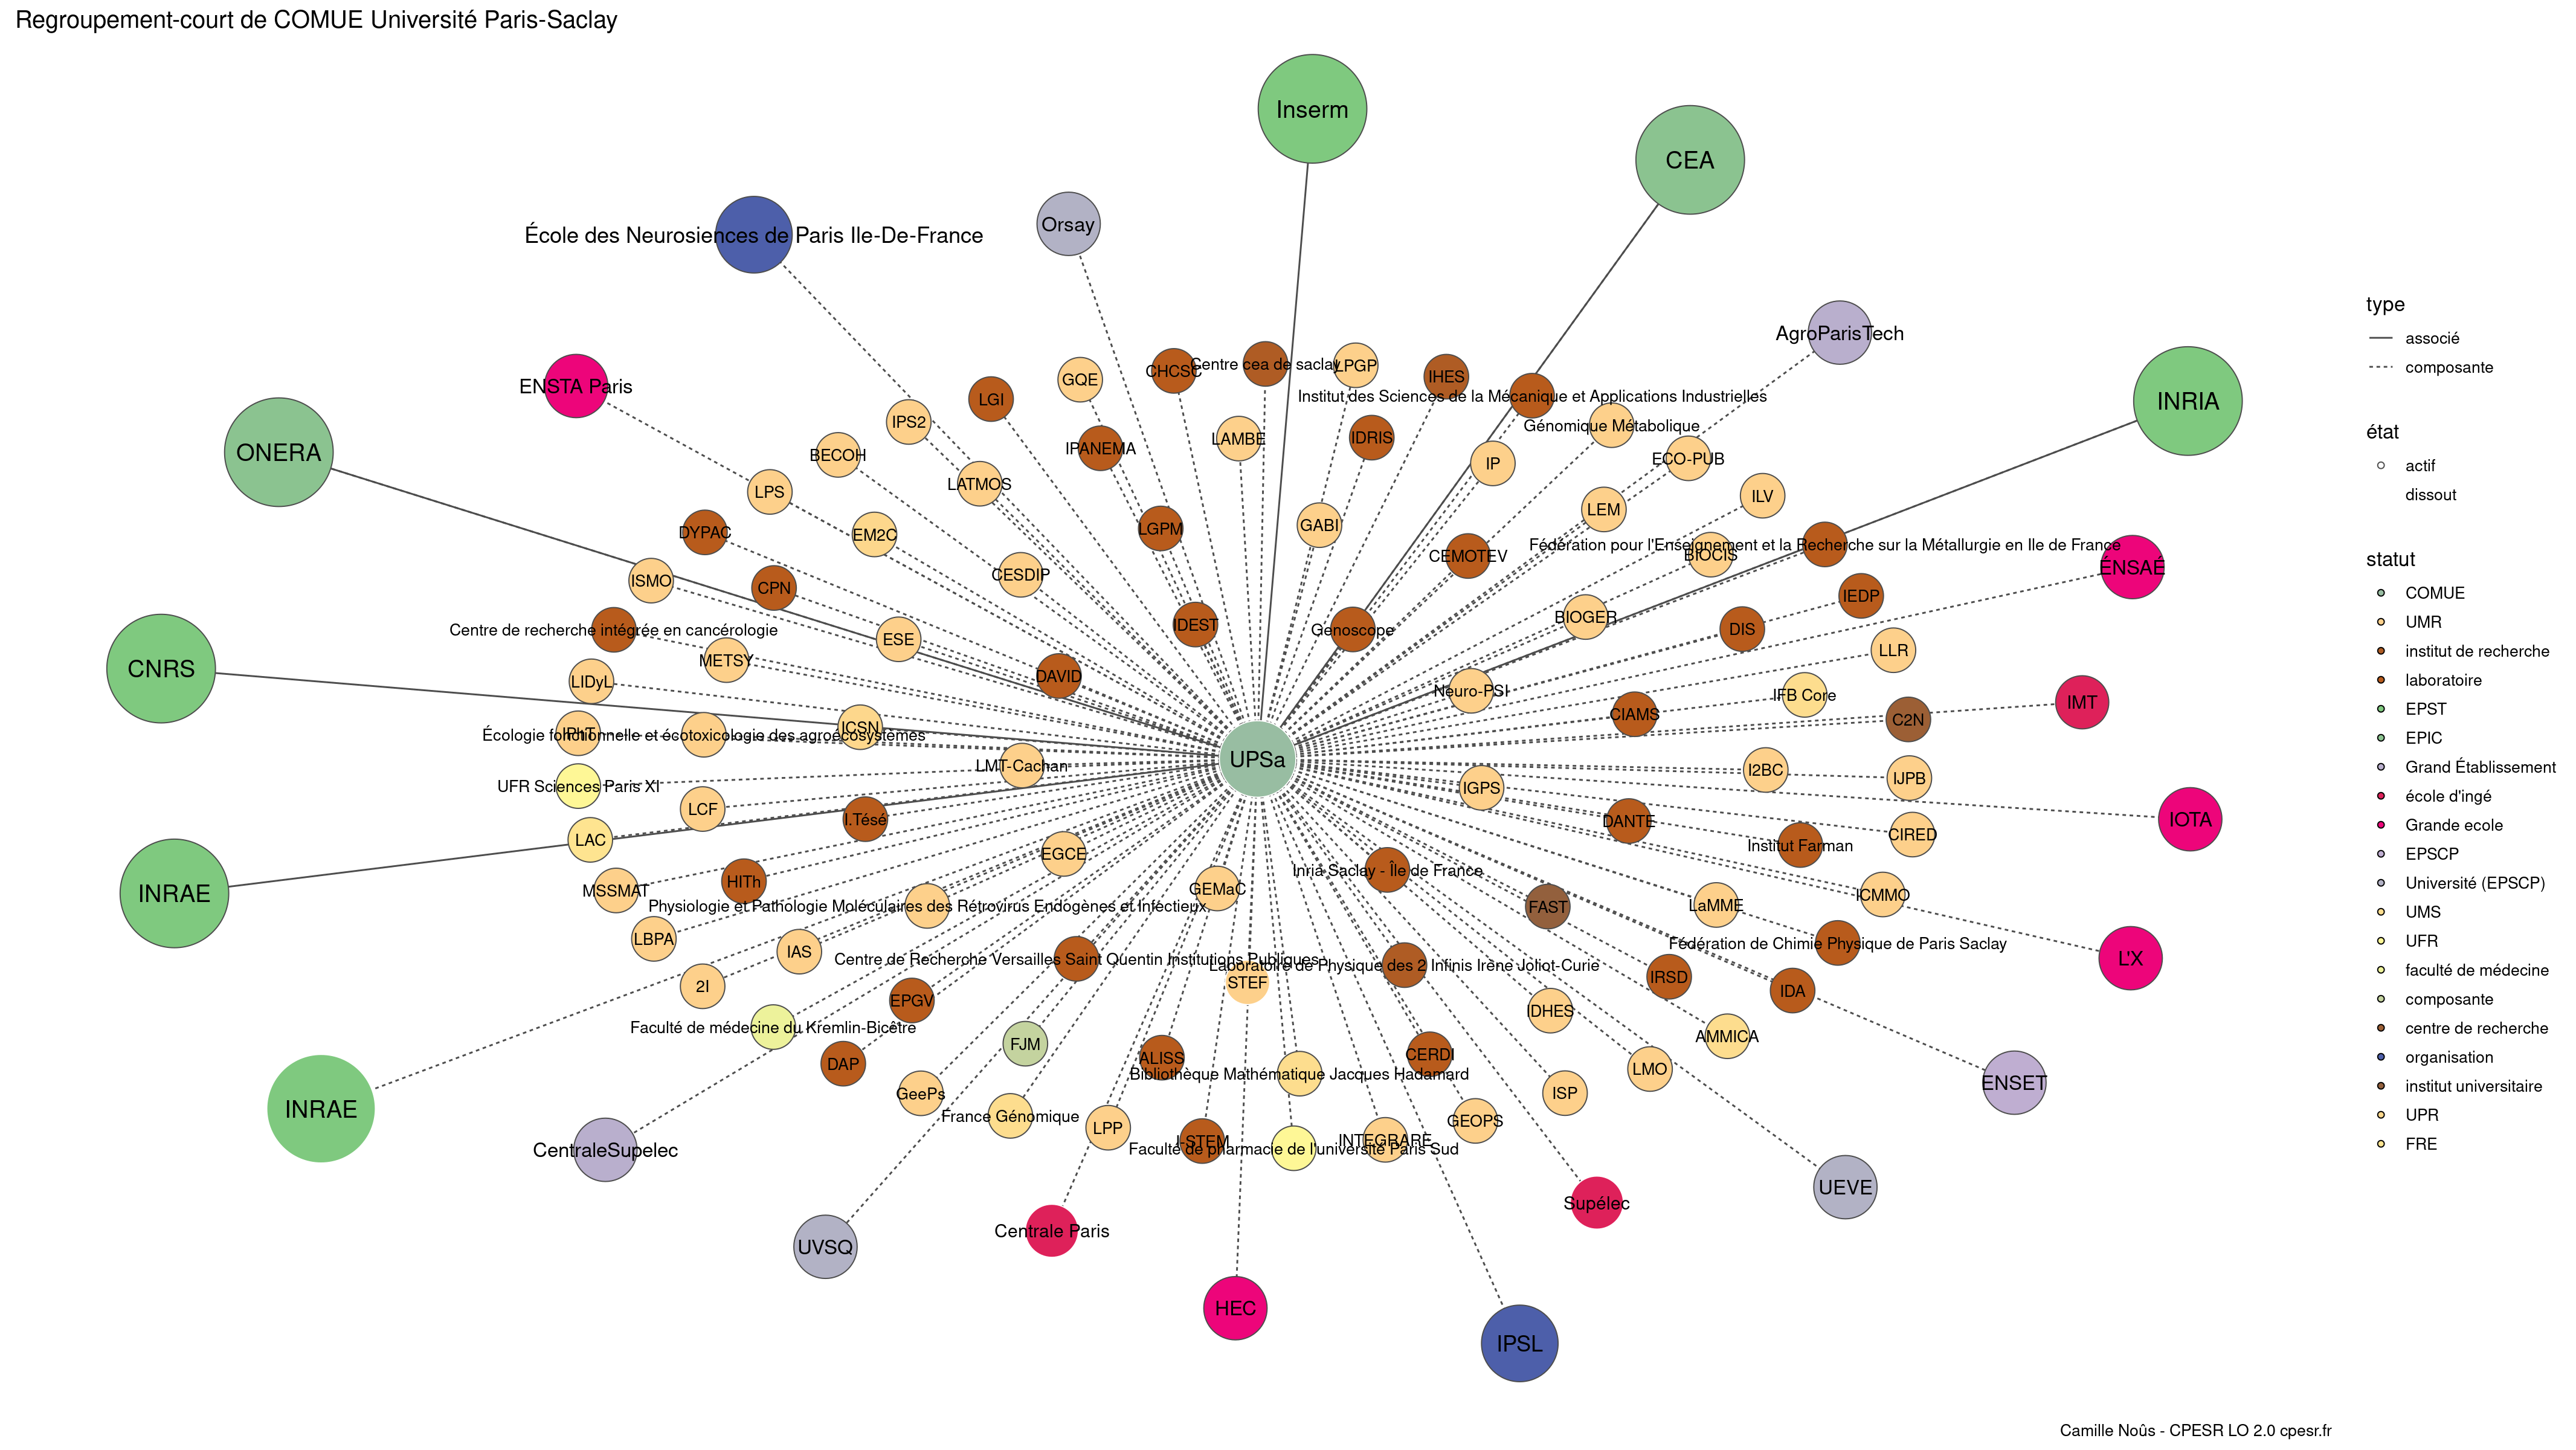 Regroupement-court de COMUE Université Paris-Saclay
Inserm
CEA
École des Neurosiences de Paris Ile-De-France
Orsay
AgroParisTech
ENSTA Paris
INRIA
ONERA
GQE
CHCSC
Centre cea de saclay
LPGP
IHES
LGI
Institut des Sciences de la Mécanique et Applications Industrielles
IPS2
Génomique Métabolique
BECOH
IPANEMA
LAMBE
IDRIS
IP
ECO-PUB
LPS
LATMOS
ILV
LEM
DYPAC
EM2C
LGPM
GABI
CEMOTEV
Fédération pour l'Enseignement et la Recherche sur la Métallurgie en Ile de France
BIOCIS
ENSAÉ
ISMO
CPN
CESDIP
IEDP
Centre de recherche intégrée en cancérologie
ESE
IDEST
Genoscope
BIOGER
DIS
CNRS
METSY
LLR
LIDyL
DAVID
Neuro-PSI
IFB Core
IMT
CIAMS
C2N
IPhT
Écologie fonctionnelle et écotoxicologie des agroécosystèmes
ICSN
UPSa
LMT-Cachan
I2BC
IJPB
UFR Sciences Paris XI
IGPS
LCF
I.Tésé
DANTE
IOTA
LAC
CIRED
Institut Farman
EGCE
INRAE
MSSMAT
HITh
GEMaC
Inria Saclay - Île de France
ICMMO
Physiologie et Pathologie Moléculaires des Rétrovirus Endogènes et Infectieux
FAST
LaMME
LBPA
IAS
Fédération de Chimie Physique de Paris Saclay
L'X
Centre de Recherche Versailles Saint Quentin Institutions Publiques
Laboratoire de Physique des 2 Infinis Irène Joliot-Curie
2I
STEF
IRSD
IDA
EPGV
IDHES
Faculté de médecine du Kremlin-Bicêtre
FJM
AMMICA
DAP
ALISS
CERDI
Bibliothèque Mathématique Jacques Hadamard
LMO
ENSET
INRAE
GeePs
ISP
France Génomique
LPP
GEOPS
LSTEM
INTEGRARE
Faculté de pharmacie de l'université Paris Sud
CentraleSupelec
UEVE
Supélec
Centrale Paris
UVSQ
HEC
IPSL
type
associé
composante
état
actif
dissout
statut
COMUE
UMR
institut de recherche
laboratoire
EPST
EPIC
Grand Établissement
école d'ingé
Grande ecole
EPSCP
Université (EPSCP)
UMS
UFR
faculté de médecine
composante
centre de recherche
organisation
institut universitaire
UPR
FRE
Camille Noûs - CPESR LO 2.0 cpesr.fr